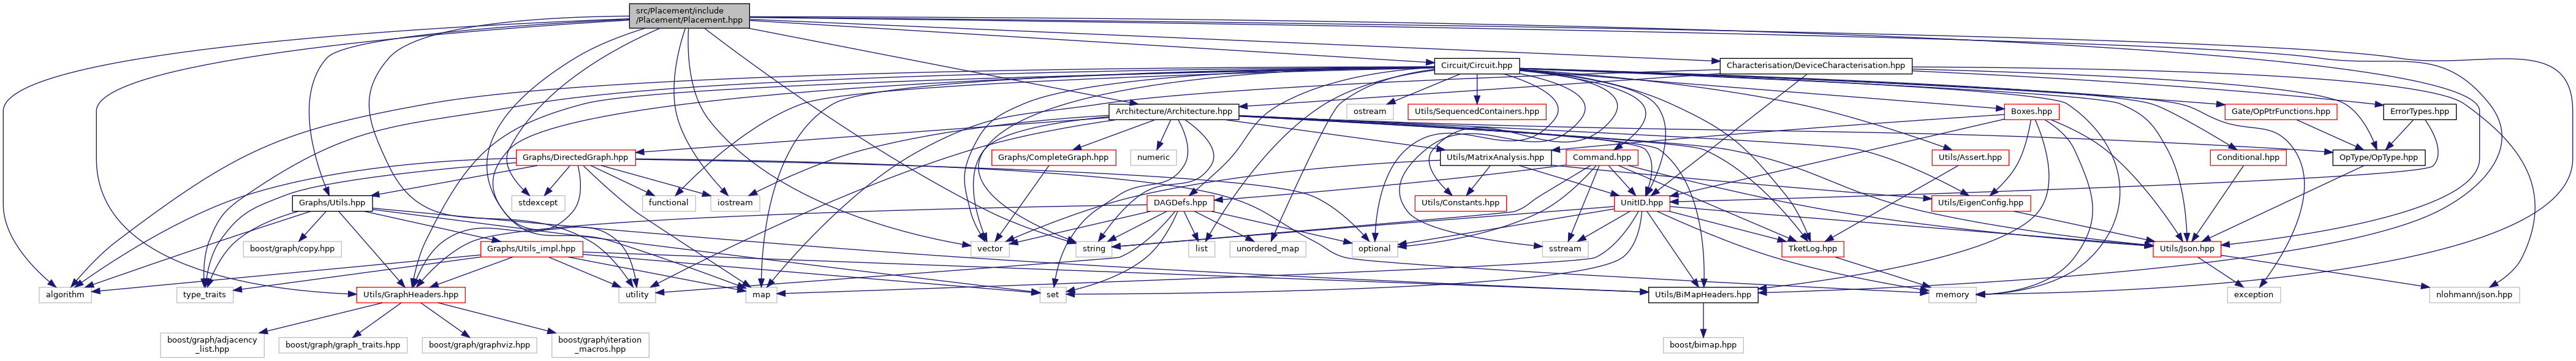 src/Placement/include
/Placement/Placement.hpp
Circuit/Circuit.hpp
Characterisation/DeviceCharacterisation.hpp
Architecture/Architecture.hpp
ostream
Utils/SequencedContainers.hpp
Boxes.hpp
Gate/OpPtrFunctions.hpp
ErrorTypes.hpp
Graphs/DirectedGraph.hpp
Graphs/CompleteGraph.hpp
numeric
Utils/MatrixAnalysis.hpp
Command.hpp
Utils/Assert.hpp
Conditional.hpp
OpType/OpType.hpp
Graphs/Utils.hpp
stdexcept
functional
iostream
DAGDefs.hpp
Utils/Constants.hpp
UnitID.hpp
Utils/EigenConfig.hpp
boost/graph/copy.hpp
Graphs/Utils_impl.hpp
vector
string
list
unordered_map
optional
sstream
TketLog.hpp
Utils/Json.hpp
algorithm
type_traits
Utils/GraphHeaders.hpp
utility
map
set
Utils/BiMapHeaders.hpp
memory
exception
nlohmann/json.hpp
boost/graph/adjacency
_list.hpp
boost/graph/graph_traits.hpp
boost/graph/graphviz.hpp
boost/graph/iteration
_macros.hpp
boost/bimap.hpp